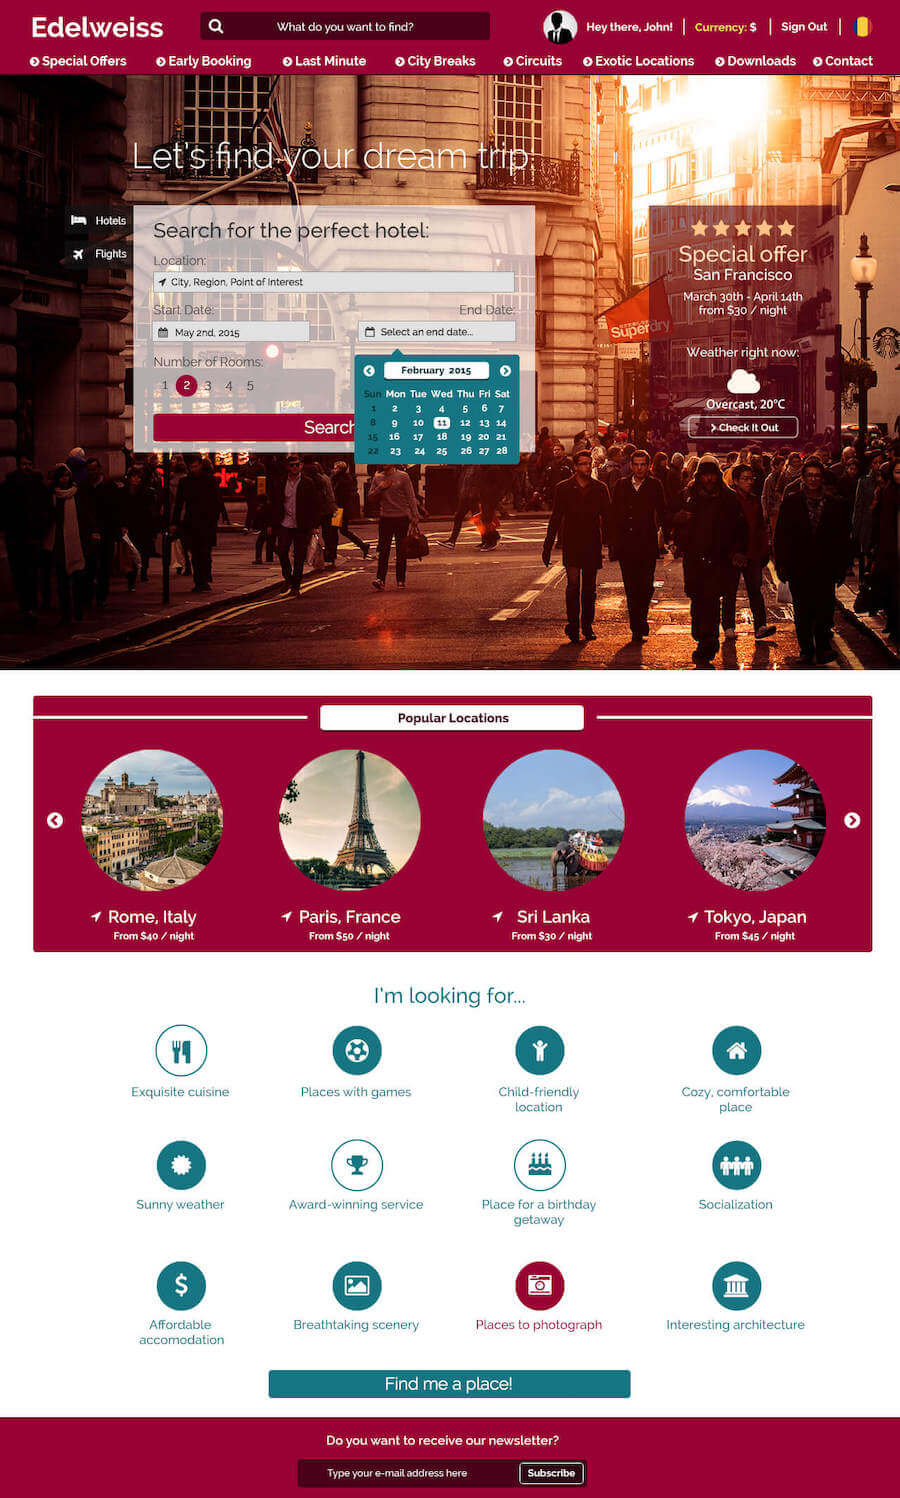 Edelweiss
What do you want to find?
Hey there, John!
Currency: $
Sign Out
Special Offers
Early Booking
Last Minute
City Breaks
Circuits
Exotic Locations
Downloads
Contact
Let's find your dream trip.
Hotels
Flights
Search for the perfect hotel:
Location:
City, Region, Point of Interest
Start Date:
End Date:
May 2nd, 2015
Select an end date...
Number of Rooms:
1 2 3 4 5
Search
February 2015
Sun Mon Tue Wed Thu Fri Sat
1 2 3 4 5 6 7
8 9 10 11 12 13 14
15 16 17 18 19 20 21
22 23 24 25 26 27 28
Special offer
San Francisco
March 30th - April 14th
from $30 / night
Weather right now:
Overcast, 20°C
Check It Out
Superdry
Popular Locations
Rome, Italy
From $40 / night
Paris, France
From $50 / night
Sri Lanka
From $30 / night
Tokyo, Japan
From $45 / night
I'm looking for...
Exquisite cuisine
Places with games
Child-friendly
location
Cozy, comfortable
place
Sunny weather
Award-winning service
Place for a birthday
getaway
Socialization
$
Affordable
accomodation
Breathtaking scenery
Places to photograph
Interesting architecture
Find me a place!
Do you want to receive our newsletter?
Type your e-mail address here
Subscribe